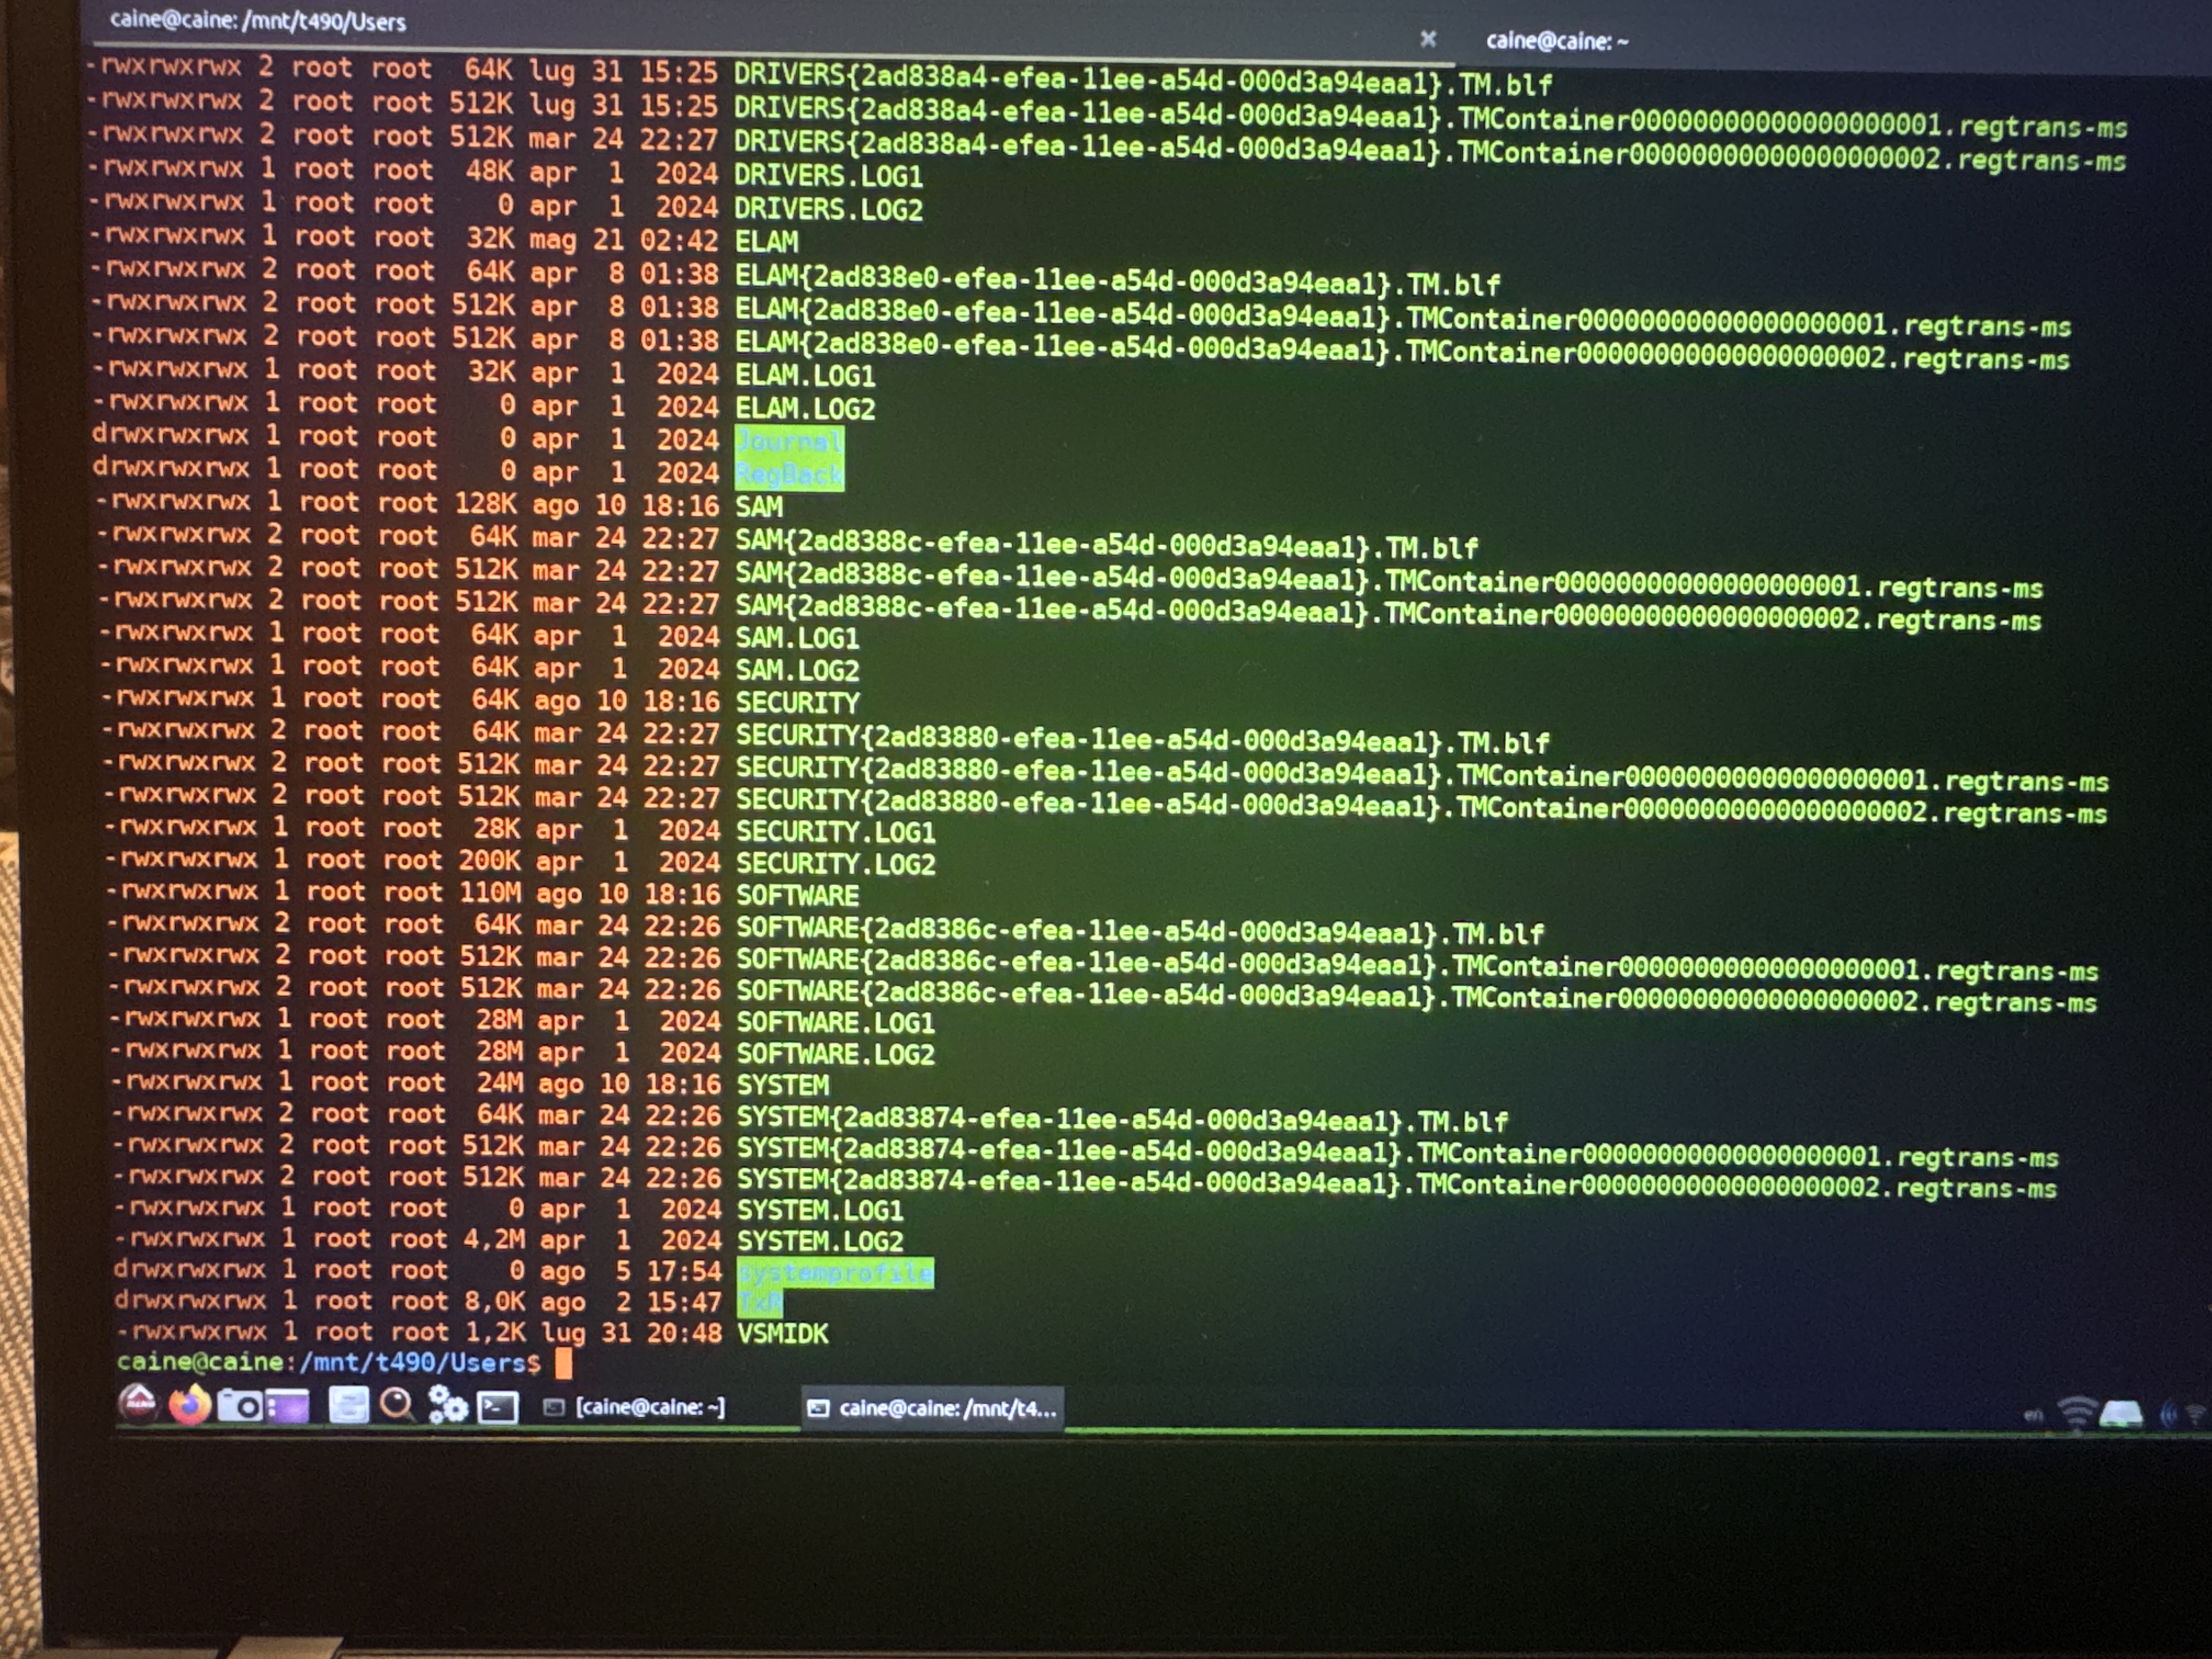 caine@caine: /mnt/t490/Users × caine@caine: ~
-rwxrwxrwx 2 root root  64K lug 31 15:25 DRIVERS{2ad838a4-efea-11ee-a54d-000d3a94eaa1}.TM.blf
-rwxrwxrwx 2 root root 512K lug 31 15:25 DRIVERS{2ad838a4-efea-11ee-a54d-000d3a94eaa1}.TMContainer00000000000000000001.regtrans-ms
-rwxrwxrwx 2 root root 512K mar 24 22:27 DRIVERS{2ad838a4-efea-11ee-a54d-000d3a94eaa1}.TMContainer00000000000000000002.regtrans-ms
-rwxrwxrwx 1 root root  48K apr  1  2024 DRIVERS.LOG1
-rwxrwxrwx 1 root root    0 apr  1  2024 DRIVERS.LOG2
-rwxrwxrwx 1 root root  32K mag 21 02:42 ELAM
-rwxrwxrwx 2 root root  64K apr  8 01:38 ELAM{2ad838e0-efea-11ee-a54d-000d3a94eaa1}.TM.blf
-rwxrwxrwx 2 root root 512K apr  8 01:38 ELAM{2ad838e0-efea-11ee-a54d-000d3a94eaa1}.TMContainer00000000000000000001.regtrans-ms
-rwxrwxrwx 2 root root 512K apr  8 01:38 ELAM{2ad838e0-efea-11ee-a54d-000d3a94eaa1}.TMContainer00000000000000000002.regtrans-ms
-rwxrwxrwx 1 root root  32K apr  1  2024 ELAM.LOG1
-rwxrwxrwx 1 root root    0 apr  1  2024 ELAM.LOG2
drwxrwxrwx 1 root root    0 apr  1  2024 Journal
drwxrwxrwx 1 root root    0 apr  1  2024 RegBack
-rwxrwxrwx 1 root root 128K ago 10 18:16 SAM
-rwxrwxrwx 2 root root  64K mar 24 22:27 SAM{2ad8388c-efea-11ee-a54d-000d3a94eaa1}.TM.blf
-rwxrwxrwx 2 root root 512K mar 24 22:27 SAM{2ad8388c-efea-11ee-a54d-000d3a94eaa1}.TMContainer00000000000000000001.regtrans-ms
-rwxrwxrwx 2 root root 512K mar 24 22:27 SAM{2ad8388c-efea-11ee-a54d-000d3a94eaa1}.TMContainer00000000000000000002.regtrans-ms
-rwxrwxrwx 1 root root  64K apr  1  2024 SAM.LOG1
-rwxrwxrwx 1 root root  64K apr  1  2024 SAM.LOG2
-rwxrwxrwx 1 root root  64K ago 10 18:16 SECURITY
-rwxrwxrwx 2 root root  64K mar 24 22:27 SECURITY{2ad83880-efea-11ee-a54d-000d3a94eaa1}.TM.blf
-rwxrwxrwx 2 root root 512K mar 24 22:27 SECURITY{2ad83880-efea-11ee-a54d-000d3a94eaa1}.TMContainer00000000000000000001.regtrans-ms
-rwxrwxrwx 2 root root 512K mar 24 22:27 SECURITY{2ad83880-efea-11ee-a54d-000d3a94eaa1}.TMContainer00000000000000000002.regtrans-ms
-rwxrwxrwx 1 root root  28K apr  1  2024 SECURITY.LOG1
-rwxrwxrwx 1 root root 200K apr  1  2024 SECURITY.LOG2
-rwxrwxrwx 1 root root 110M ago 10 18:16 SOFTWARE
-rwxrwxrwx 2 root root  64K mar 24 22:26 SOFTWARE{2ad8386c-efea-11ee-a54d-000d3a94eaa1}.TM.blf
-rwxrwxrwx 2 root root 512K mar 24 22:26 SOFTWARE{2ad8386c-efea-11ee-a54d-000d3a94eaa1}.TMContainer00000000000000000001.regtrans-ms
-rwxrwxrwx 2 root root 512K mar 24 22:26 SOFTWARE{2ad8386c-efea-11ee-a54d-000d3a94eaa1}.TMContainer00000000000000000002.regtrans-ms
-rwxrwxrwx 1 root root  28M apr  1  2024 SOFTWARE.LOG1
-rwxrwxrwx 1 root root  28M apr  1  2024 SOFTWARE.LOG2
-rwxrwxrwx 1 root root  24M ago 10 18:16 SYSTEM
-rwxrwxrwx 2 root root  64K mar 24 22:26 SYSTEM{2ad83874-efea-11ee-a54d-000d3a94eaa1}.TM.blf
-rwxrwxrwx 2 root root 512K mar 24 22:26 SYSTEM{2ad83874-efea-11ee-a54d-000d3a94eaa1}.TMContainer00000000000000000001.regtrans-ms
-rwxrwxrwx 2 root root 512K mar 24 22:26 SYSTEM{2ad83874-efea-11ee-a54d-000d3a94eaa1}.TMContainer00000000000000000002.regtrans-ms
-rwxrwxrwx 1 root root    0 apr  1  2024 SYSTEM.LOG1
-rwxrwxrwx 1 root root 4,2M apr  1  2024 SYSTEM.LOG2
drwxrwxrwx 1 root root    0 ago  5 17:54 systemprofile
drwxrwxrwx 1 root root 8,0K ago  2 15:47 TxR
-rwxrwxrwx 1 root root 1,2K lug 31 20:48 VSMIDK
caine@caine:/mnt/t490/Users$
MENU [caine@caine: ~] caine@caine: /mnt/t4... en